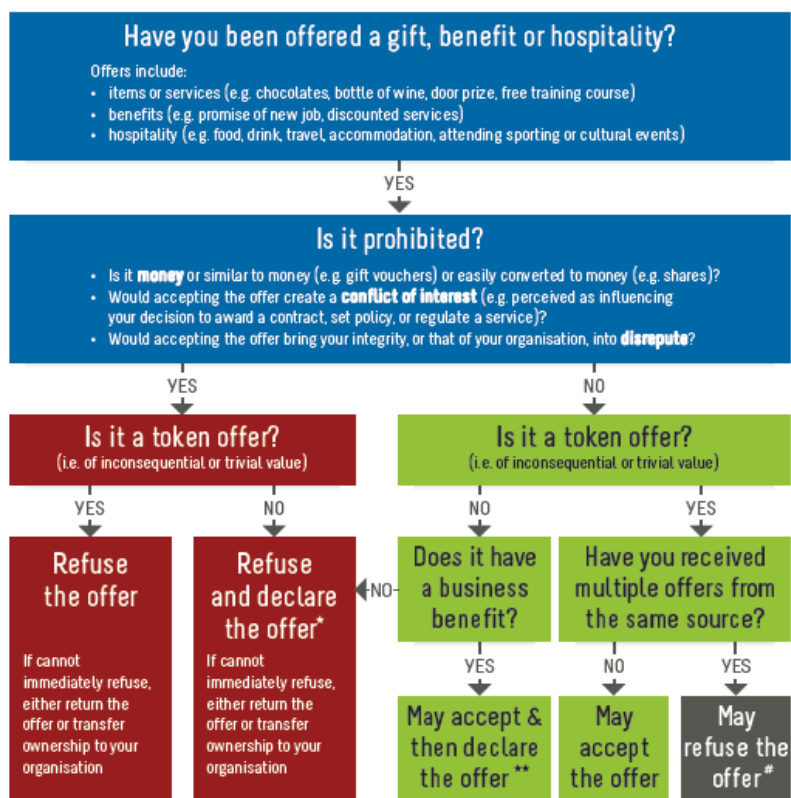 Have you been offered a gift, benefit or hospitality?
Offers include:
• items or services (e.g. chocolates, bottle of wine, door prize, free training course)
• benefits (e.g. promise of new job, discounted services)
• hospitality (e.g. food, drink, travel, accommodation, attending sporting or cultural events)
YES
Is it prohibited?
• Is it money or similar to money (e.g. gift vouchers) or easily converted to money (e.g. shares)?
• Would accepting the offer create a conflict of interest (e.g. perceived as influencing
your decision to award a contract, set policy, or regulate a service)?
• Would accepting the offer bring your integrity, or that of your organisation, into disrepute?
YES
NO
Is it a token offer?
(i.e. of inconsequential or trivial value)
Is it a token offer?
(i.e. of inconsequential or trivial value)
YES
NO
NO
YES
Refuse
the offer
If cannot
immediately refuse,
either return the
offer or transfer
ownership to your
organisation
Refuse
and declare
the offer*
If cannot
immediately refuse,
either return the
offer or transfer
ownership to your
organisation
NO
Does it have
a business
benefit?
Have you received
multiple offers from
the same source?
YES
NO
YES
May accept &
then declare
the offer **
May
accept
the offer
May
refuse the
offer#